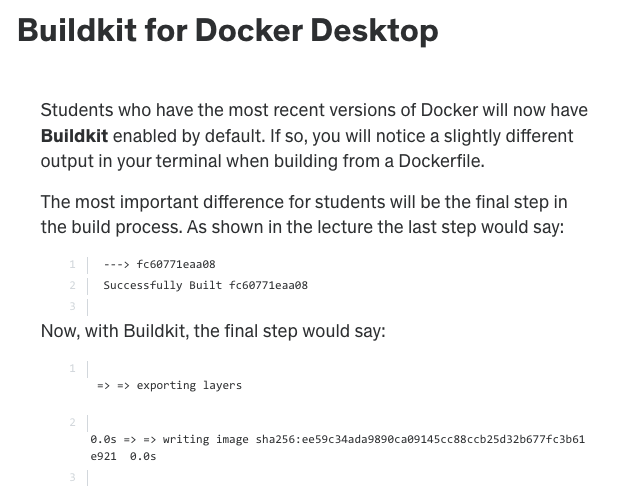 Buildkit for Docker Desktop
Students who have the most recent versions of Docker will now have
Buildkit enabled by default. If so, you will notice a slightly different
output in your terminal when building from a Dockerfile.
The most important difference for students will be the final step in
the build process. As shown in the lecture the last step would say:
1 ---> fc60771eaa08
2 Successfully Built fc60771eaa08
3
Now, with Buildkit, the final step would say:
1
=> => exporting layers
2
0.0s => => writing image sha256:ee59c34ada9890ca09145cc88ccb25d32b677fc3b61
e921 0.0s
3